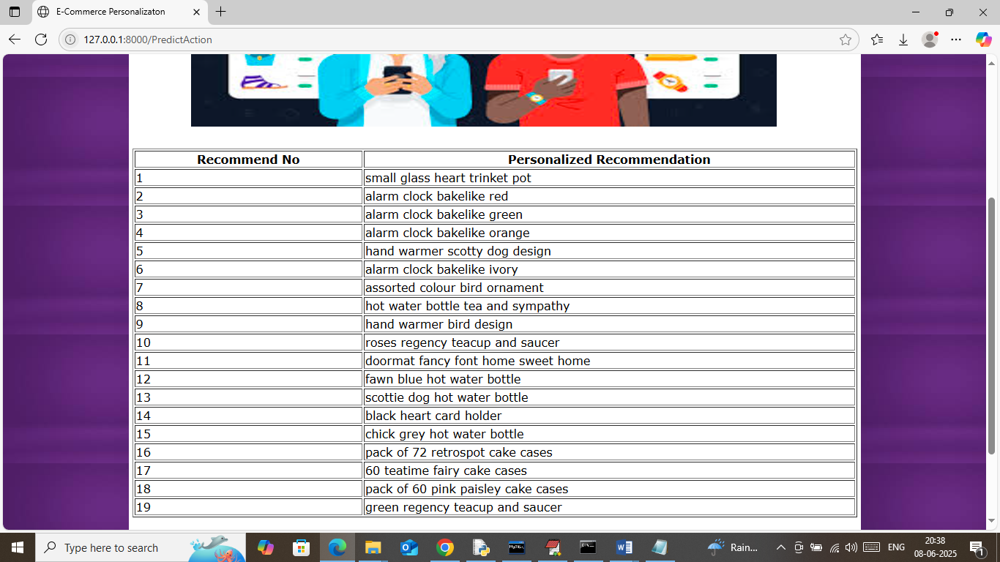 E-Commerce Personalizaton
127.0.0.1:8000/PredictAction
Recommend No Personalized Recommendation
1 small glass heart trinket pot
2 alarm clock bakelike red
3 alarm clock bakelike green
4 alarm clock bakelike orange
5 hand warmer scotty dog design
6 alarm clock bakelike ivory
7 assorted colour bird ornament
8 hot water bottle tea and sympathy
9 hand warmer bird design
10 roses regency teacup and saucer
11 doormat fancy font home sweet home
12 fawn blue hot water bottle
13 scottie dog hot water bottle
14 black heart card holder
15 chick grey hot water bottle
16 pack of 72 retrospot cake cases
17 60 teatime fairy cake cases
18 pack of 60 pink paisley cake cases
19 green regency teacup and saucer
Type here to search
Rain...
ENG
20:38
08-06-2025
1